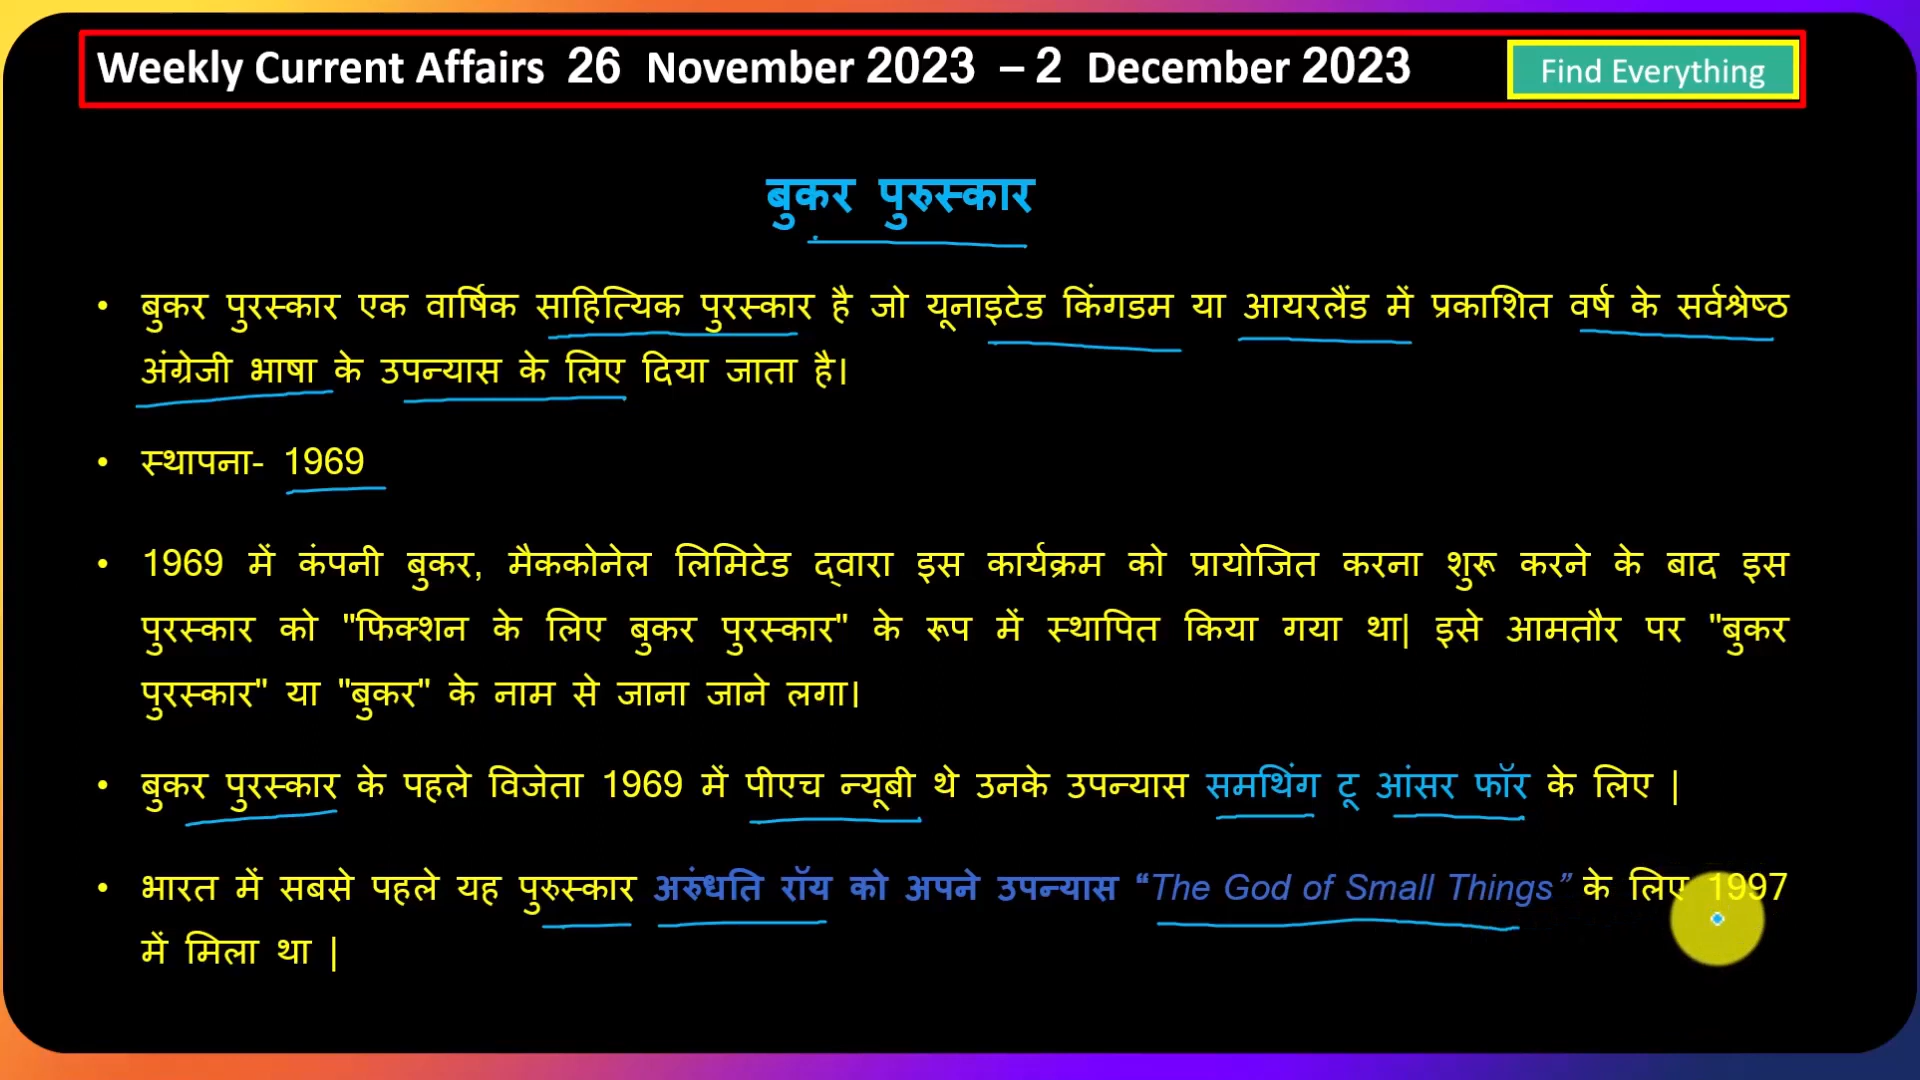 Weekly Current Affairs 26 November 2023 – 2 December 2023
Find Everything
बुकर पुरुस्कार
• बुकर पुरस्कार एक वार्षिक साहित्यिक पुरस्कार है जो यूनाइटेड किंगडम या आयरलैंड में प्रकाशित वर्ष के सर्वश्रेष्ठ
अंग्रेजी भाषा के उपन्यास के लिए दिया जाता है।
• स्थापना- 1969
• 1969 में कंपनी बुकर, मैककोनेल लिमिटेड द्वारा इस कार्यक्रम को प्रायोजित करना शुरू करने के बाद इस
पुरस्कार को "फिक्शन के लिए बुकर पुरस्कार" के रूप में स्थापित किया गया था| इसे आमतौर पर "बुकर
पुरस्कार" या "बुकर" के नाम से जाना जाने लगा।
• बुकर पुरस्कार के पहले विजेता 1969 में पीएच न्यूबी थे उनके उपन्यास समथिंग टू आंसर फॉर के लिए |
• भारत में सबसे पहले यह पुरुस्कार अरुंधति रॉय को अपने उपन्यास “The God of Small Things” के लिए 1997
में मिला था |